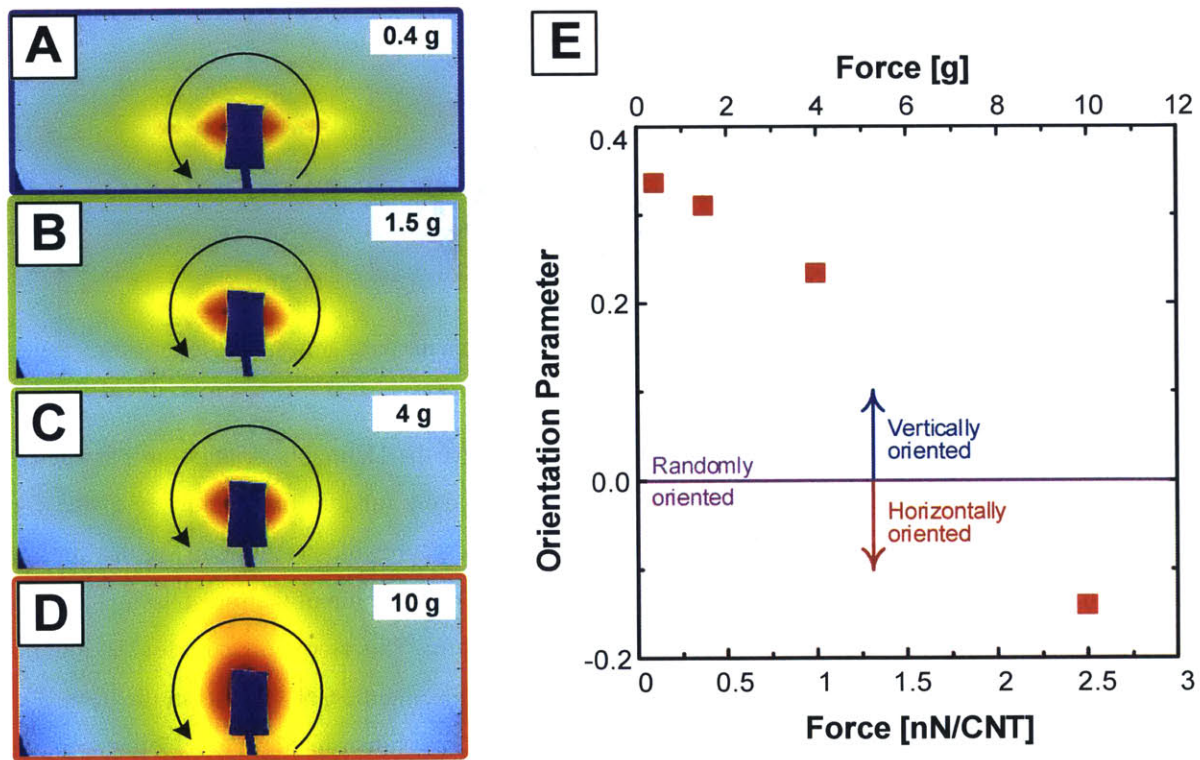 A
0.4 g
B
1.5 g
C
4 g
D
10 g
E
Force [g]
0 2 4 6 8 10 12
0.4
0.2
0.0
-0.2
Orientation Parameter
Vertically
oriented
Randomly
oriented
Horizontally
oriented
0 0.5 1 1.5 2 2.5 3
Force [nN/CNT]